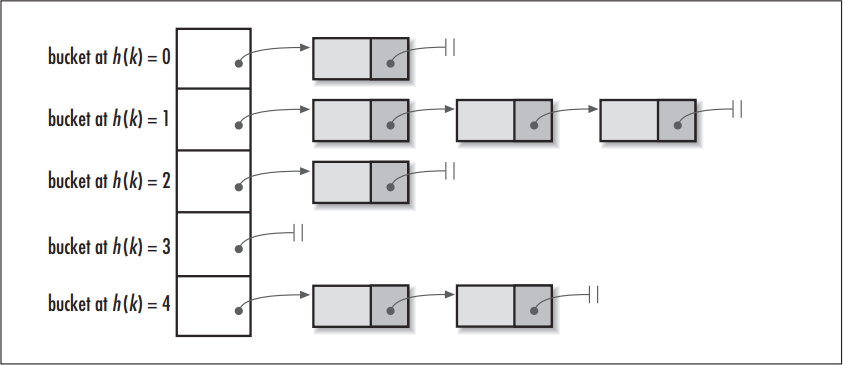 bucket at h(k) = 0
bucket at h(k) = 1
bucket at h(k) = 2
bucket at h(k) = 3
bucket at h(k) = 4